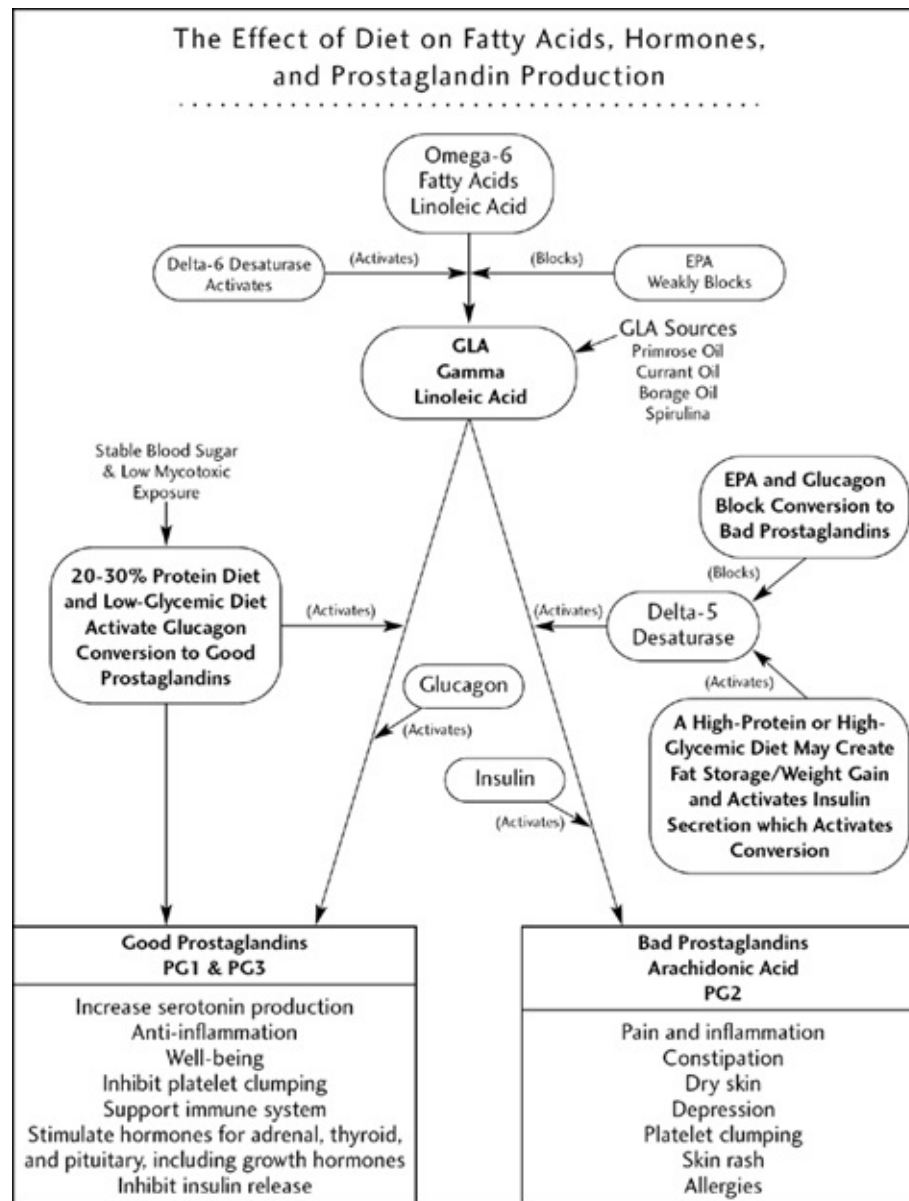 The Effect of Diet on Fatty Acids, Hormones,
and Prostaglandin Production
Omega-6
Fatty Acids
Linoleic Acid
Delta-6 Desaturase
Activates
(Activates)
(Blocks)
EPA
Weakly Blocks
GLA
Gamma
Linoleic Acid
GLA Sources
Primrose Oil
Currant Oil
Borage Oil
Spirulina
Stable Blood Sugar
& Low Mycotoxic
Exposure
EPA and Glucagon
Block Conversion to
Bad Prostaglandins
(Blocks)
20-30% Protein Diet
and Low-Glycemic Diet
Activate Glucagon
Conversion to Good
Prostaglandins
(Activates)
(Activates)
Delta-5
Desaturase
(Activates)
Glucagon
(Activates)
Insulin
(Activates)
A High-Protein or High-
Glycemic Diet May Create
Fat Storage/Weight Gain
and Activates Insulin
Secretion which Activates
Conversion
Good Prostaglandins
PG1 & PG3
Increase serotonin production
Anti-inflammation
Well-being
Inhibit platelet clumping
Support immune system
Stimulate hormones for adrenal, thyroid,
and pituitary, including growth hormones
Inhibit insulin release
Bad Prostaglandins
Arachidonic Acid
PG2
Pain and inflammation
Constipation
Dry skin
Depression
Platelet clumping
Skin rash
Allergies